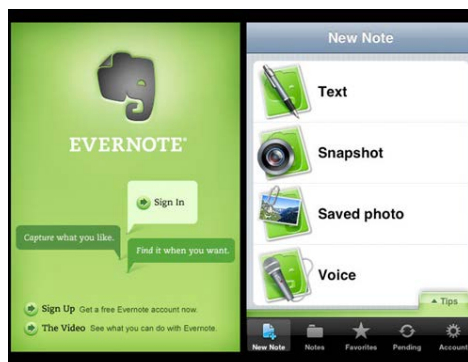 EVERNOTE®
Sign In
Capture what you like.
Find it when you want.
Sign Up Get a free Evernote account now.
The Video See what you can do with Evernote.
New Note
Text
Snapshot
Saved photo
Voice
Tips
New Note Notes Favorites Pending Account